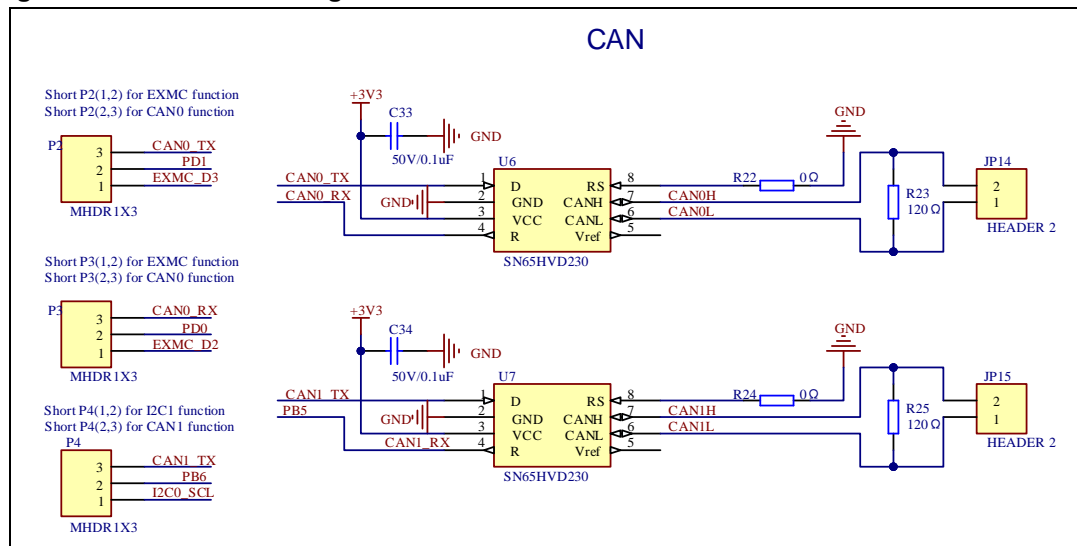 CAN
Short P2(1,2) for EXMC function
Short P2(2,3) for CAN0 function
P2
3 CAN0_TX
2 PD1
1 EXMC_D3
MHDR1X3
+3V3
C33
GND
50V/0.1uF
U6
CAN0_TX 1 D RS 8 R22 0Ω GND
CAN0_RX GND 2 GND CANH 7 CAN0H
3 VCC CANL 6 CAN0L
4 R Vref 5
SN65HVD230
R23
120Ω
JP14
2
1
HEADER 2
Short P3(1,2) for EXMC function
Short P3(2,3) for CAN0 function
P3
3 CAN0_RX
2 PD0
1 EXMC_D2
MHDR1X3
+3V3
C34
GND
50V/0.1uF
U7
CAN1_TX 1 D RS 8 R24 0Ω GND
PB5 GND 2 GND CANH 7 CAN1H
3 VCC CANL 6 CAN1L
CAN1_RX 4 R Vref 5
SN65HVD230
R25
120Ω
JP15
2
1
HEADER 2
Short P4(1,2) for I2C1 function
Short P4(2,3) for CAN1 function
P4
3 CAN1_TX
2 PB6
1 I2C0_SCL
MHDR1X3